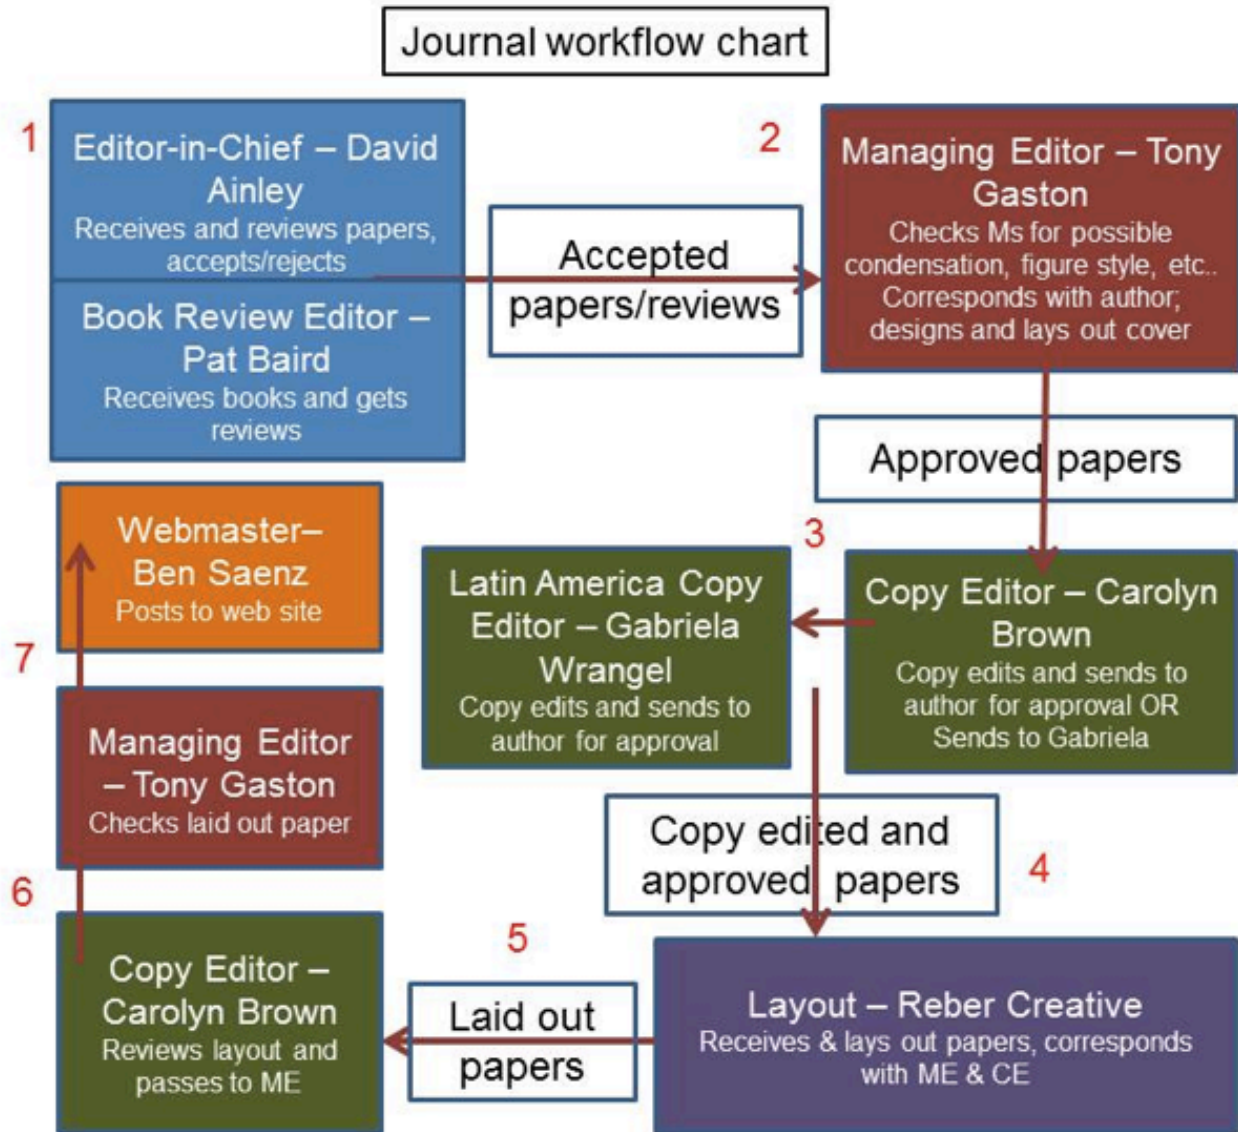 Journal workflow chart
1
Editor-in-Chief – David
Ainley
Receives and reviews papers,
accepts/rejects
Book Review Editor –
Pat Baird
Receives books and gets
reviews
Accepted
papers/reviews
2
Managing Editor – Tony
Gaston
Checks Ms for possible
condensation, figure style, etc..
Corresponds with author;
designs and lays out cover
Approved papers
3
Copy Editor – Carolyn
Brown
Copy edits and sends to
author for approval OR
Sends to Gabriela
Latin America Copy
Editor – Gabriela
Wrangel
Copy edits and sends to
author for approval
Copy edited and
approved papers
4
Layout – Reber Creative
Receives & lays out papers, corresponds
with ME & CE
5
Laid out
papers
6
Copy Editor –
Carolyn Brown
Reviews layout and
passes to ME
7
Managing Editor
– Tony Gaston
Checks laid out paper
Webmaster–
Ben Saenz
Posts to web site